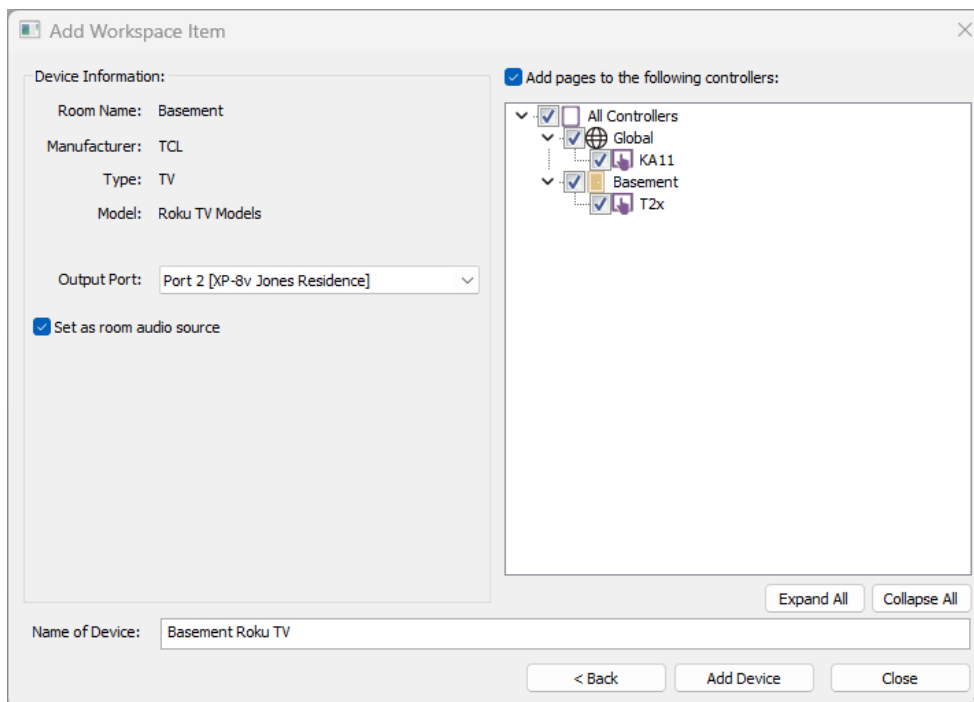 Add Workspace Item
Device Information:
Room Name: Basement
Manufacturer: TCL
Type: TV
Model: Roku TV Models
Output Port: Port 2 [XP-8v Jones Residence]
Set as room audio source
Add pages to the following controllers:
All Controllers
Global
KA11
Basement
T2x
Expand All Collapse All
Name of Device: Basement Roku TV
< Back Add Device Close